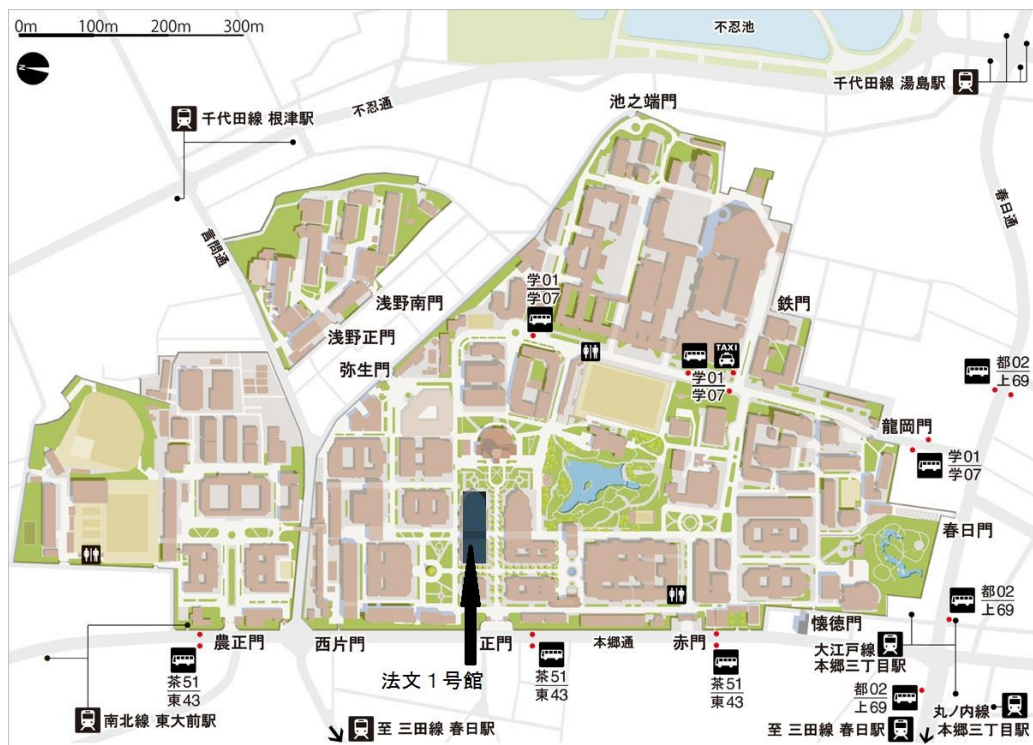 0m 100m 200m 300m
N
不忍池
千代田線 湯島駅
不忍通
千代田線 根津駅
池之端門
春日通
言問通
学01
学07
浅野南門
鉄門
浅野正門
TAXI
弥生門
学01
学07
都02
上69
龍岡門
学01
学07
春日門
都02
上69
農正門
西片門
正門
本郷通
赤門
懐徳門
大江戸線
本郷三丁目駅
茶51
東43
法文1号館
茶51
東43
茶51
東43
都02
上69
丸ノ内線
本郷三丁目駅
南北線 東大前駅
至 三田線 春日駅
至 三田線 春日駅